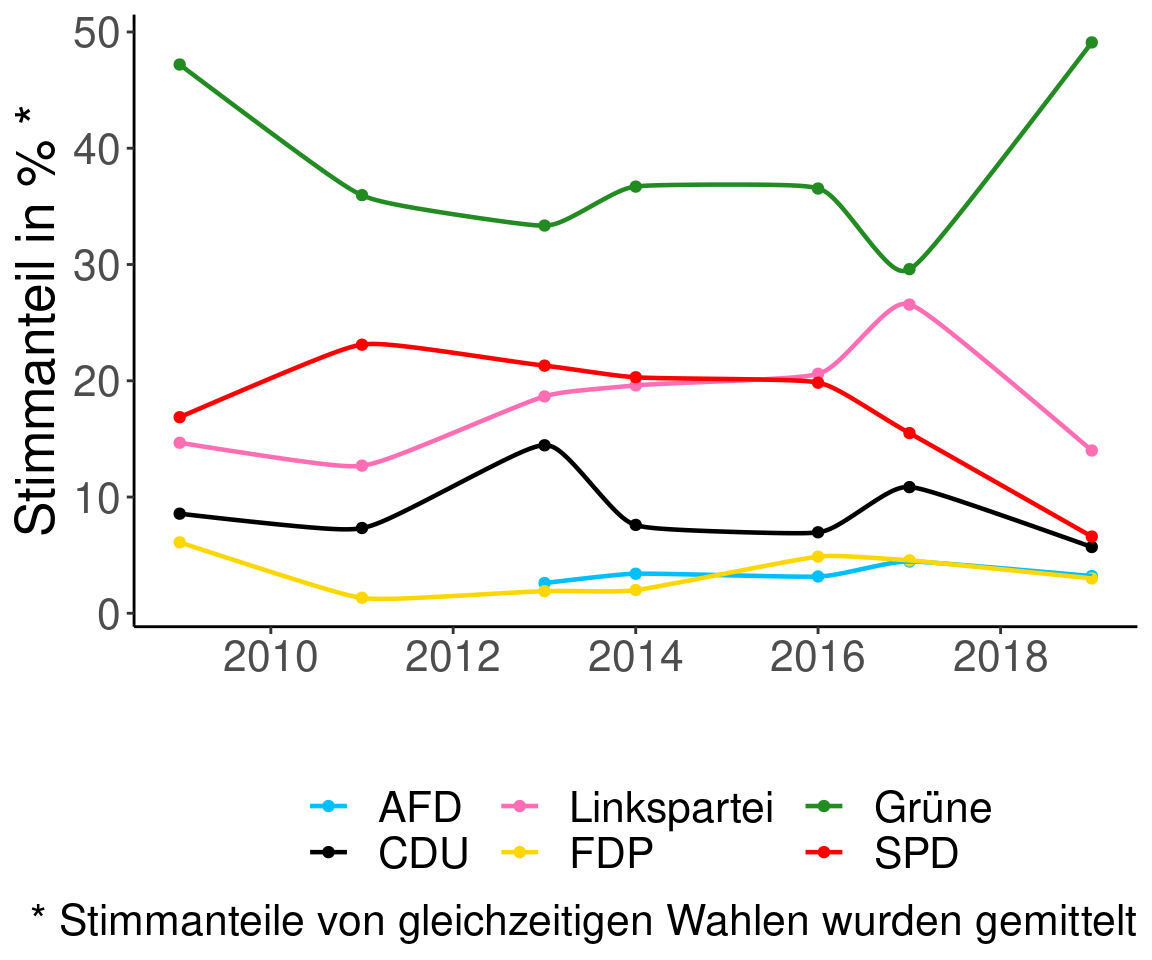 Stimmanteil in % *
50
40
30
20
10
0
2010 2012 2014 2016 2018
AFD Linkspartei Grüne
CDU FDP SPD
* Stimmanteile von gleichzeitigen Wahlen wurden gemittelt